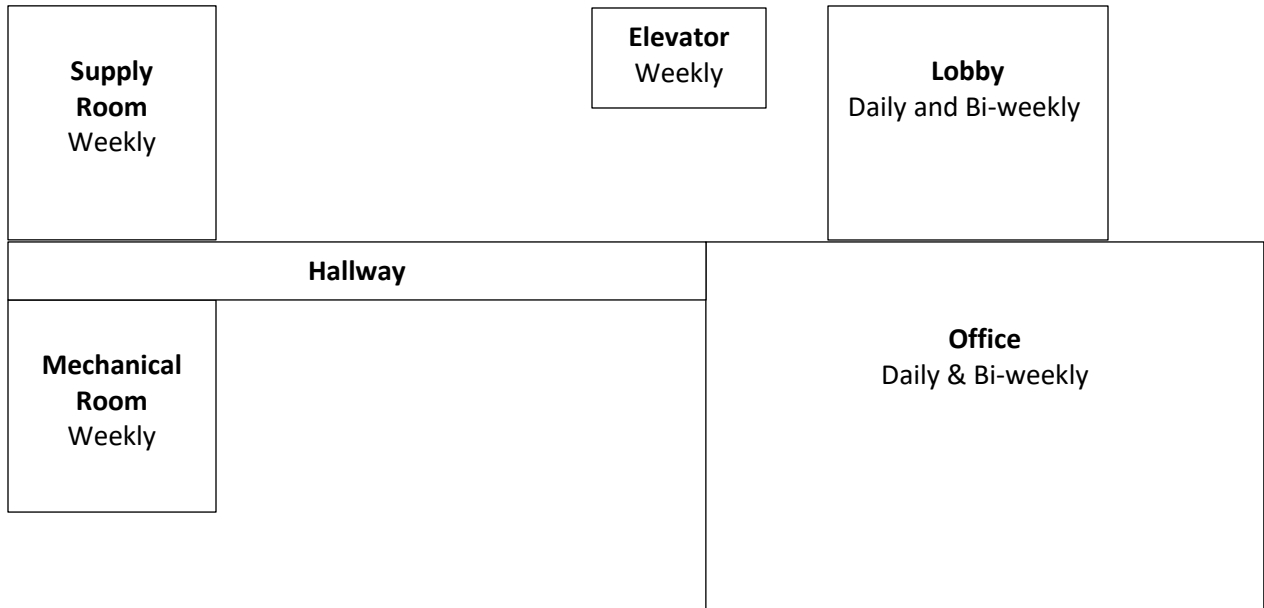 Supply
Room
Weekly
Elevator
Weekly
Lobby
Daily and Bi-weekly
Hallway
Mechanical
Room
Weekly
Office
Daily & Bi-weekly